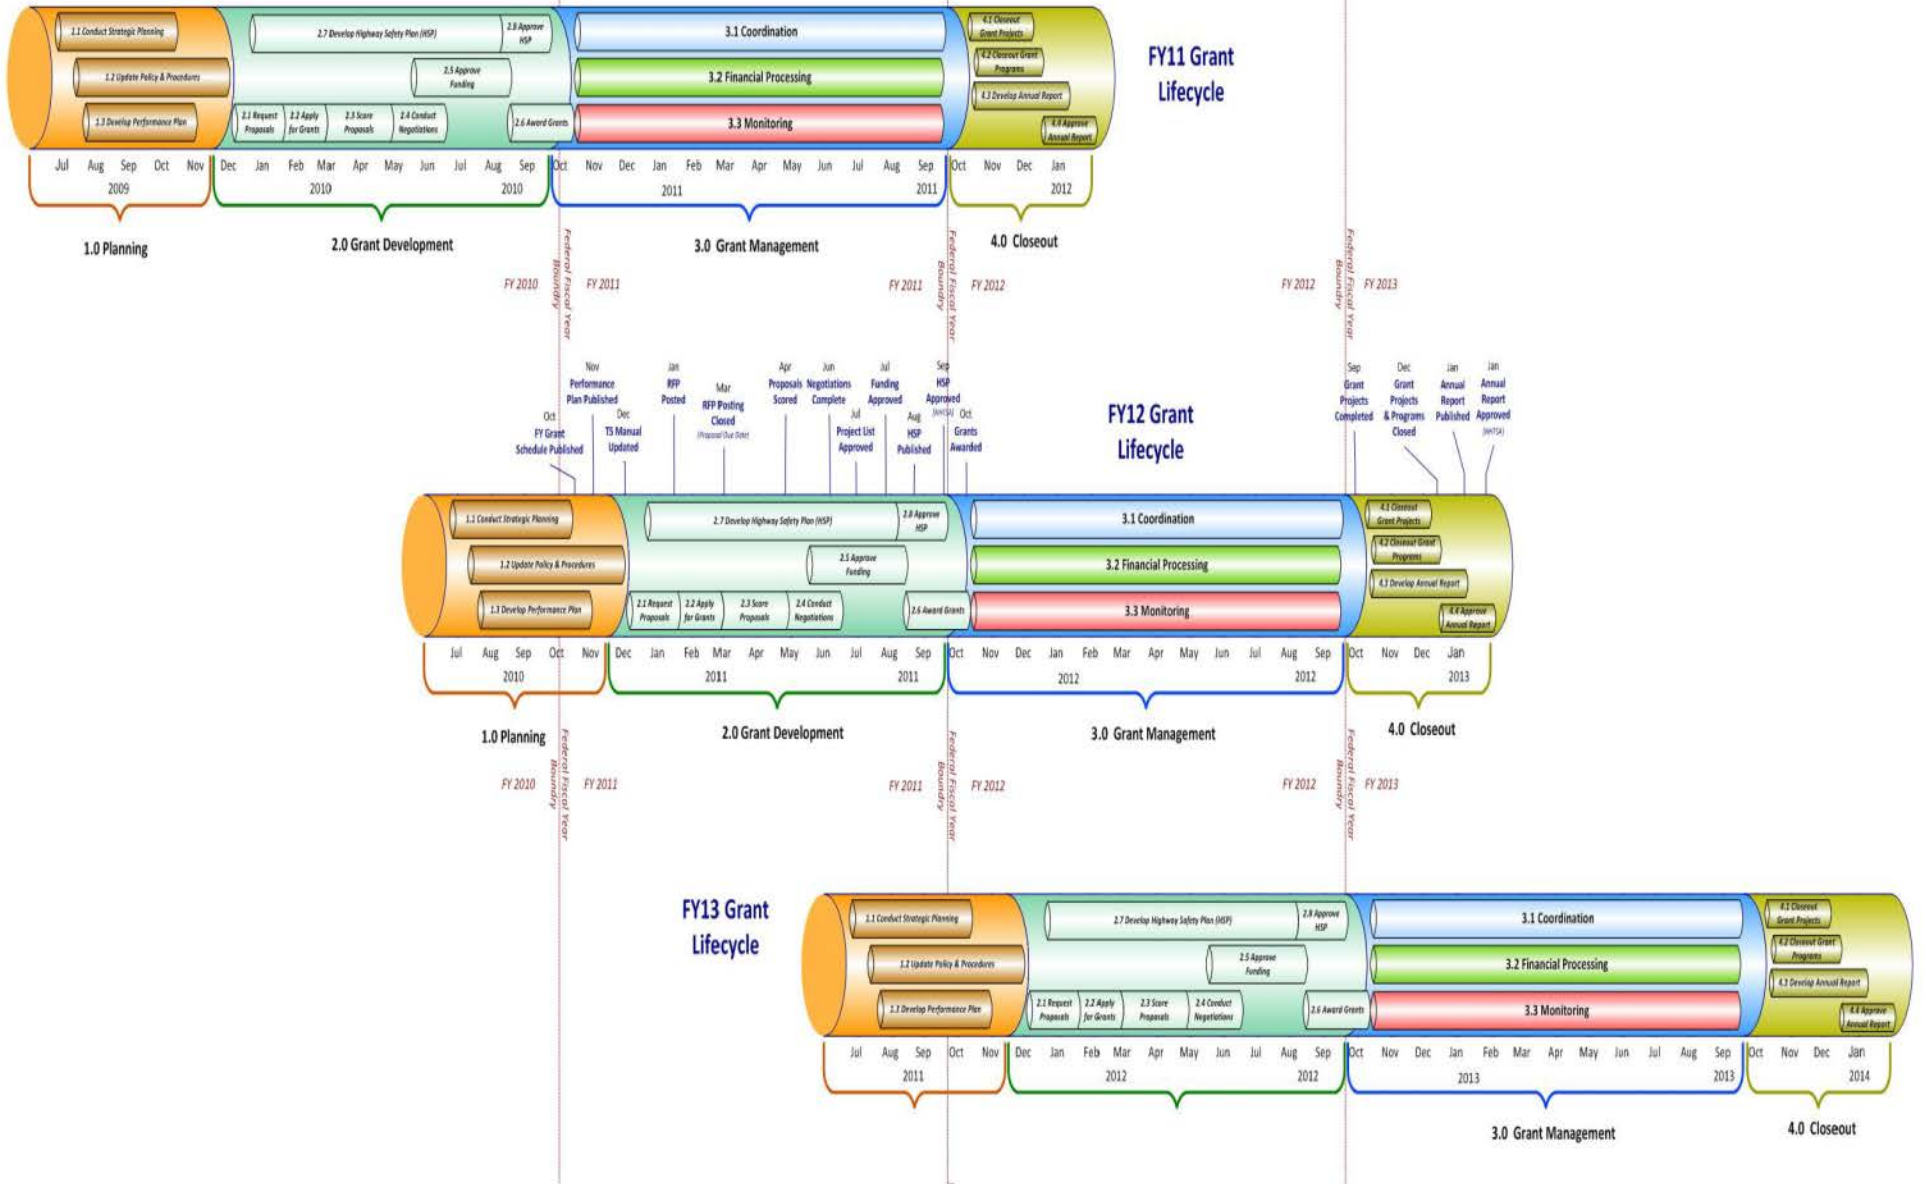 1.1 Conduct Strategic Planning
1.2 Update Policy & Procedures
1.3 Develop Performance Plan
2.7 Develop Highway Safety Plan (HSP)
2.8 Approve
HSP
2.5 Approve
Funding
2.1 Request
Proposals
2.2 Apply
for Grants
2.3 Score
Proposals
2.4 Conduct
Negotiations
2.6 Award Grants
3.1 Coordination
3.2 Financial Processing
3.3 Monitoring
4.1 Closeout
Grant Projects
4.2 Closeout Grant
Programs
4.3 Develop Annual Report
4.4 Approve
Annual Report
FY11 Grant
Lifecycle
Jul Aug Sep Oct Nov Dec Jan Feb Mar Apr May Jun Jul Aug Sep Oct Nov Dec Jan Feb Mar Apr May Jun Jul Aug Sep Oct Nov Dec Jan
2009 2010 2010 2011 2011 2012
1.0 Planning
2.0 Grant Development
3.0 Grant Management
4.0 Closeout
FY 2010
Federal Fiscal Year
Boundry
FY 2011
FY 2011
Federal Fiscal Year
Boundry
FY 2012
FY 2012
Federal Fiscal Year
Boundry
FY 2013
Oct
FY Grant
Schedule Published
Nov
Performance
Plan Published
Dec
TS Manual
Updated
Jan
RFP
Posted
Mar
RFP Posting
Closed
(Proposal Due Date)
Apr
Proposals
Scored
Jun
Negotiations
Complete
Jul
Project List
Approved
Jul
Funding
Approved
Aug
HSP
Published
Sep
HSP
Approved
(NHTSA)
Oct
Grants
Awarded
FY12 Grant
Lifecycle
Sep
Grant
Projects
Completed
Dec
Grant
Projects
& Programs
Closed
Jan
Annual
Report
Published
Jan
Annual
Report
Approved
(NHTSA)
1.1 Conduct Strategic Planning
1.2 Update Policy & Procedures
1.3 Develop Performance Plan
2.7 Develop Highway Safety Plan (HSP)
2.8 Approve
HSP
2.5 Approve
Funding
2.1 Request
Proposals
2.2 Apply
for Grants
2.3 Score
Proposals
2.4 Conduct
Negotiations
2.6 Award Grants
3.1 Coordination
3.2 Financial Processing
3.3 Monitoring
4.1 Closeout
Grant Projects
4.2 Closeout Grant
Programs
4.3 Develop Annual Report
4.4 Approve
Annual Report
Jul Aug Sep Oct Nov Dec Jan Feb Mar Apr May Jun Jul Aug Sep Oct Nov Dec Jan Feb Mar Apr May Jun Jul Aug Sep Oct Nov Dec Jan
2010 2011 2011 2012 2012 2013
1.0 Planning
2.0 Grant Development
3.0 Grant Management
4.0 Closeout
FY 2010
Federal Fiscal Year
Boundry
FY 2011
FY 2011
Federal Fiscal Year
Boundry
FY 2012
FY 2012
Federal Fiscal Year
Boundry
FY 2013
FY13 Grant
Lifecycle
1.1 Conduct Strategic Planning
1.2 Update Policy & Procedures
1.3 Develop Performance Plan
2.7 Develop Highway Safety Plan (HSP)
2.8 Approve
HSP
2.5 Approve
Funding
2.1 Request
Proposals
2.2 Apply
for Grants
2.3 Score
Proposals
2.4 Conduct
Negotiations
2.6 Award Grants
3.1 Coordination
3.2 Financial Processing
3.3 Monitoring
4.1 Closeout
Grant Projects
4.2 Closeout Grant
Programs
4.3 Develop Annual Report
4.4 Approve
Annual Report
Jul Aug Sep Oct Nov Dec Jan Feb Mar Apr May Jun Jul Aug Sep Oct Nov Dec Jan Feb Mar Apr May Jun Jul Aug Sep Oct Nov Dec Jan
2011 2012 2012 2013 2013 2014
3.0 Grant Management
4.0 Closeout